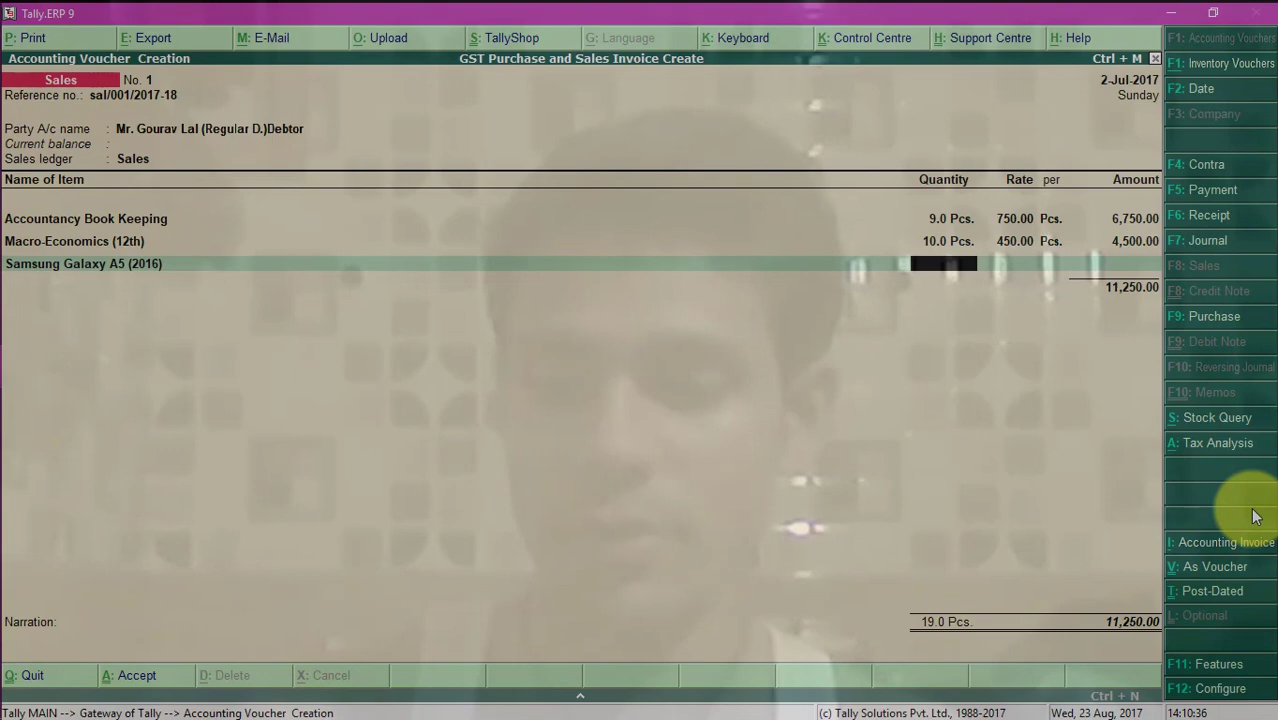 Tally.ERP 9
P: Print E: Export M: E-Mail O: Upload S: TallyShop G: Language K: Keyboard K: Control Centre H: Support Centre H: Help
Accounting Voucher Creation GST Purchase and Sales Invoice Create Ctrl + M
Sales No. 1 2-Jul-2017
Reference no.: sal/001/2017-18 Sunday
Party A/c name : Mr. Gourav Lal (Regular D.)Debtor
Current balance :
Sales ledger : Sales
Name of Item Quantity Rate per Amount
Accountancy Book Keeping 9.0 Pcs. 750.00 Pcs. 6,750.00
Macro-Economics (12th) 10.0 Pcs. 450.00 Pcs. 4,500.00
Samsung Galaxy A5 (2016)
11,250.00
Narration: 19.0 Pcs. 11,250.00
F1: Accounting Vouchers
F1: Inventory Vouchers
F2: Date
F3: Company
F4: Contra
F5: Payment
F6: Receipt
F7: Journal
F8: Sales
F8: Credit Note
F9: Purchase
F9: Debit Note
F10: Reversing Journal
F10: Memos
S: Stock Query
A: Tax Analysis
I: Accounting Invoice
V: As Voucher
T: Post-Dated
L: Optional
F11: Features
F12: Configure
Q: Quit A: Accept D: Delete X: Cancel
Ctrl + N
Tally MAIN --> Gateway of Tally --> Accounting Voucher Creation (c) Tally Solutions Pvt. Ltd., 1988-2017 Wed, 23 Aug, 2017 14:10:36